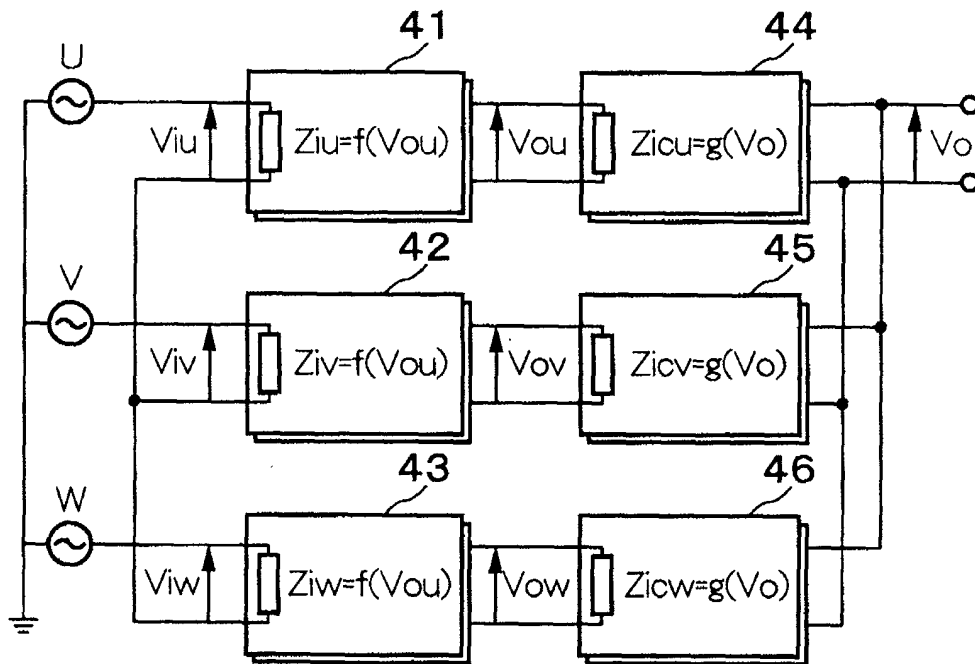 41
44
U
Viu
Ziu=f(Vou)
Vou
Zicu=g(Vo)
Vo
42
45
V
Viv
Ziv=f(Vou)
Vov
Zicv=g(Vo)
43
46
W
Viw
Ziw=f(Vou)
Vow
Zicw=g(Vo)